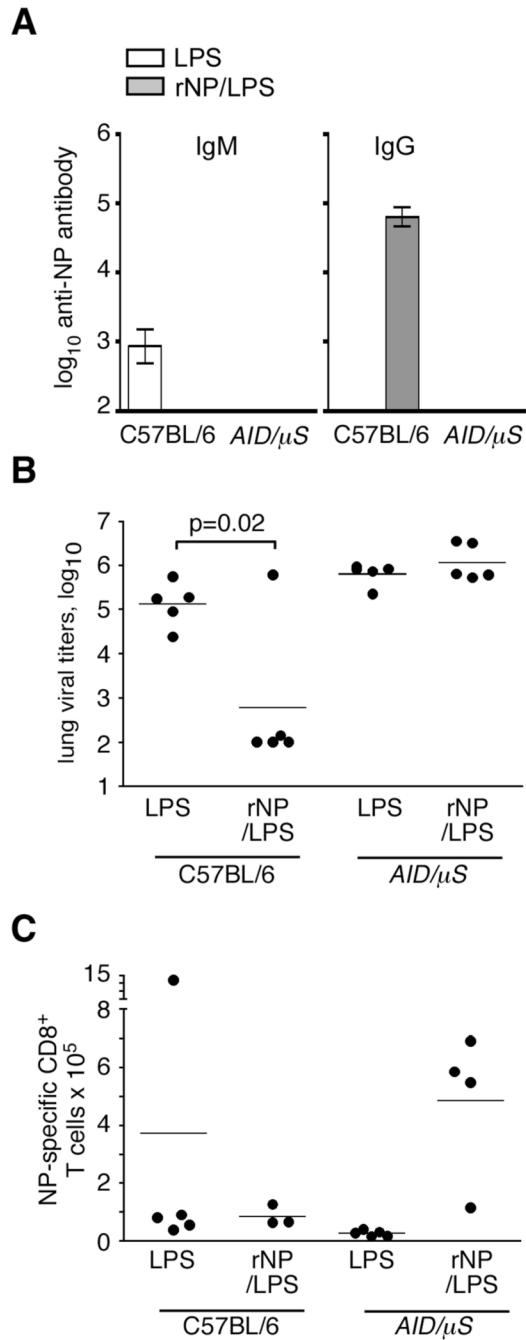 A
LPS
rNP/LPS
IgM
IgG
log₁₀ anti-NP antibody
6
5
4
3
2
C57BL/6 AID/μS C57BL/6 AID/μS
B
p=0.02
lung viral titers, log₁₀
7
6
5
4
3
2
1
LPS rNP/LPS LPS rNP/LPS
C57BL/6 AID/μS
C
NP-specific CD8⁺
T cells x 10⁵
15
8
6
4
2
0
LPS rNP/LPS LPS rNP/LPS
C57BL/6 AID/μS